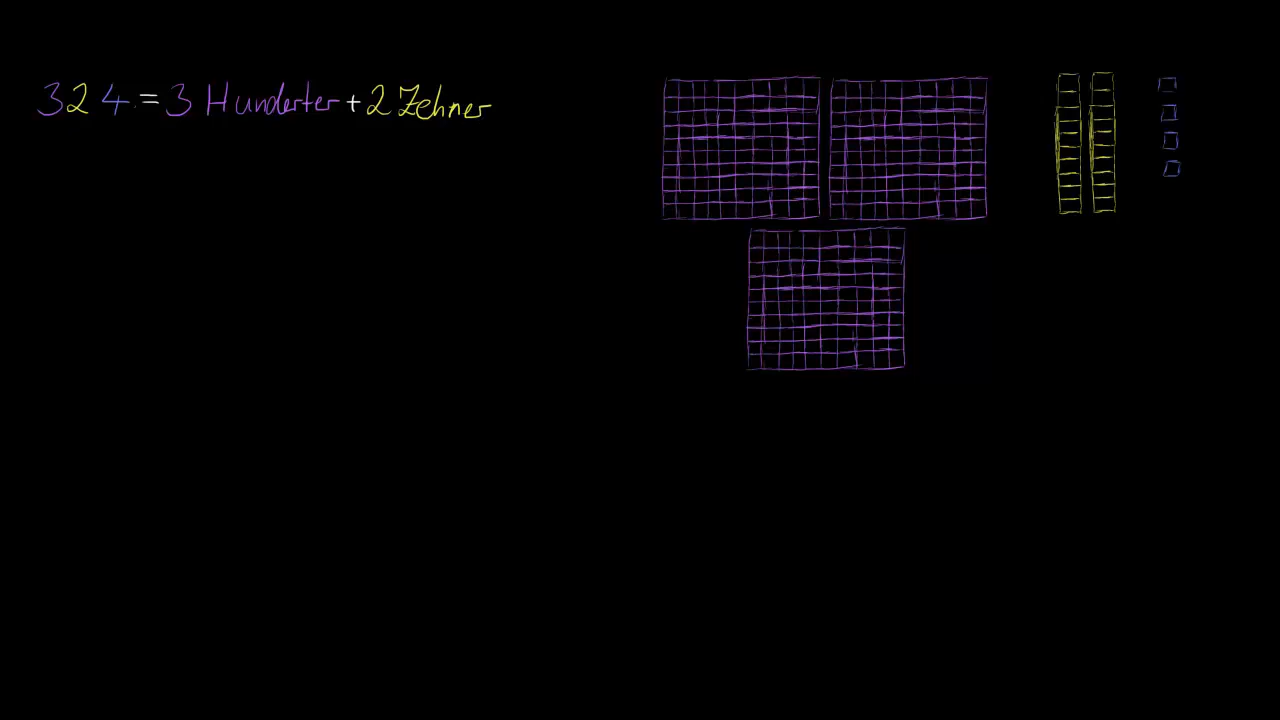 324 = 3 Hunderter + 2 Zehner